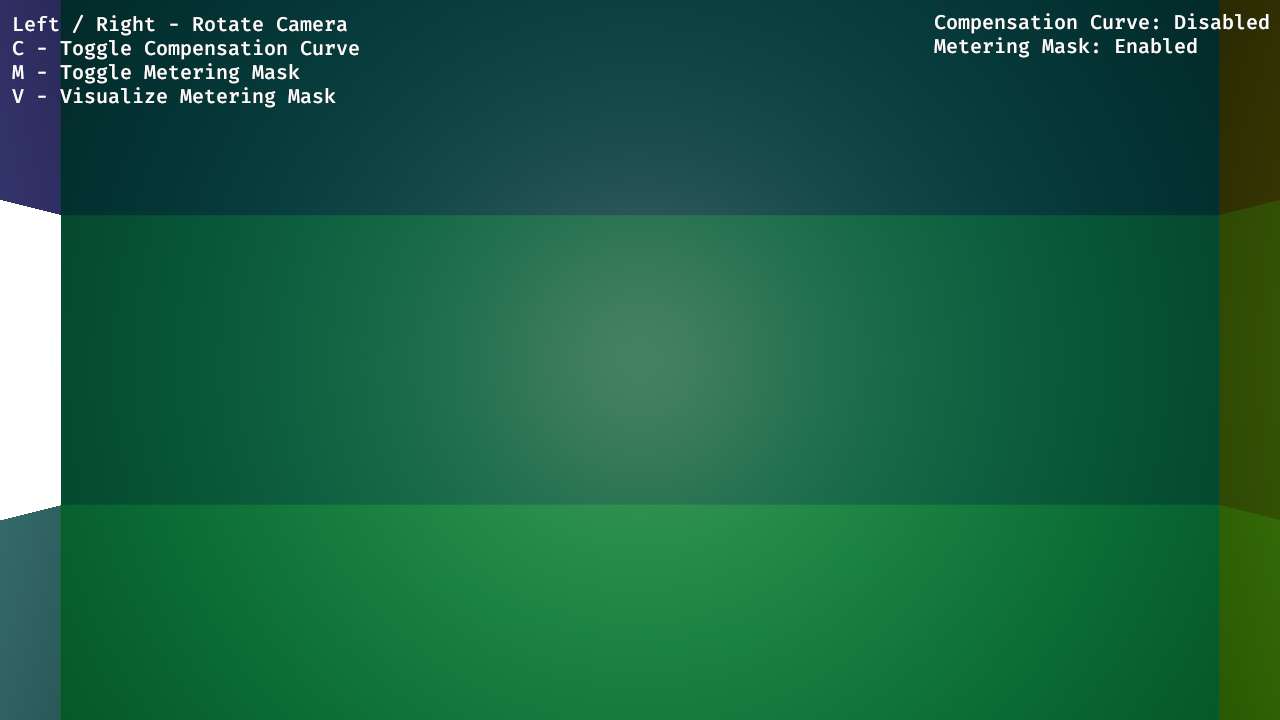 Left / Right - Rotate Camera
C - Toggle Compensation Curve
M - Toggle Metering Mask
V - Visualize Metering Mask
Compensation Curve: Disabled
Metering Mask: Enabled